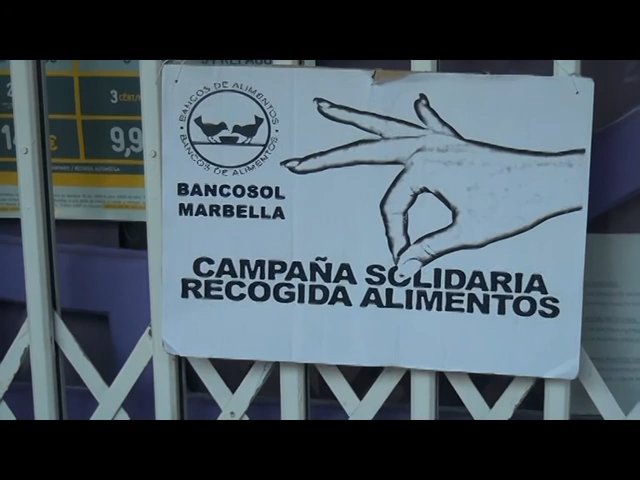 BANCOS DE ALIMENTOS
BANCOS DE ALIMENTOS
BANCOSOL
MARBELLA
CAMPAÑA SOLIDARIA
RECOGIDA ALIMENTOS
3
9,9
€